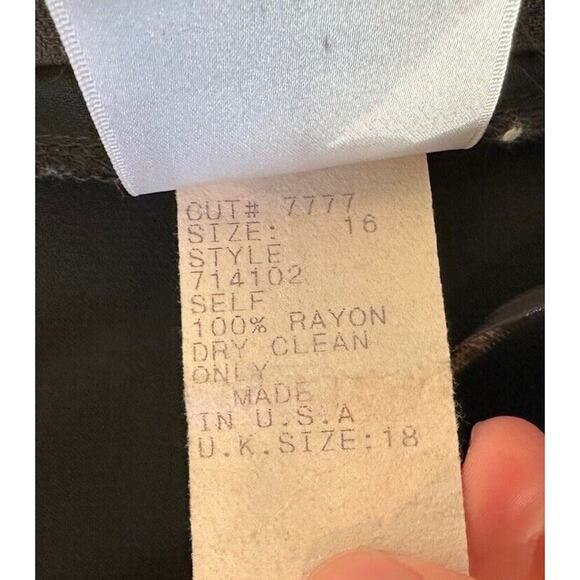 CUT# 7777
SIZE: 16
STYLE
714102
SELF
100% RAYON
DRY CLEAN
ONLY
MADE
IN U.S.A
U.K.SIZE:18